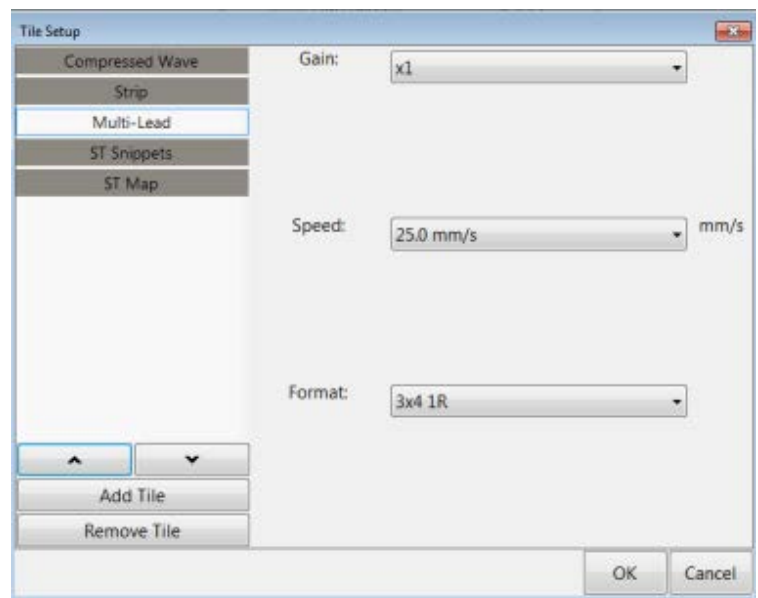 Tile Setup
Compressed Wave
Strip
Multi-Lead
ST Snippets
ST Map
Gain:
x1
Speed:
25.0 mm/s
mm/s
Format:
3x4 1R
Add Tile
Remove Tile
OK
Cancel